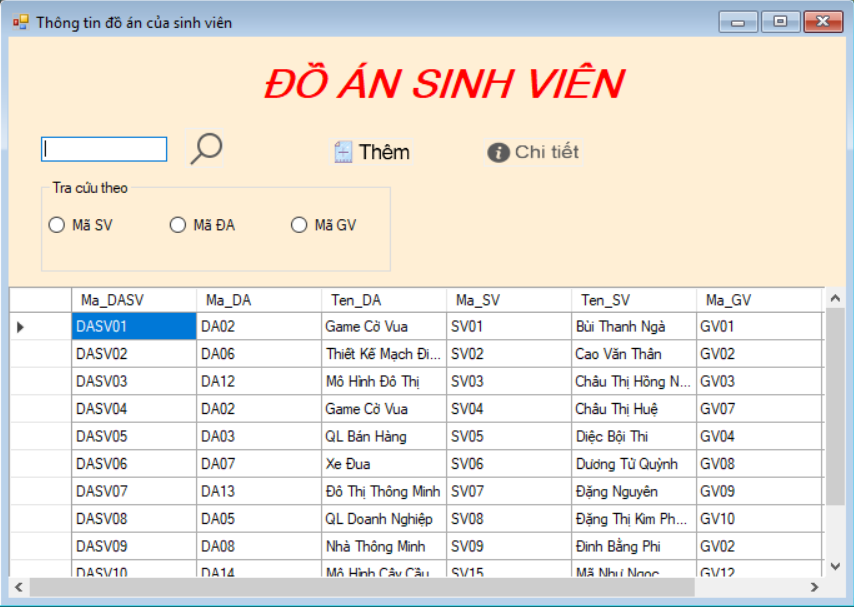 Thông tin đồ án của sinh viên
ĐỒ ÁN SINH VIÊN
Thêm Chi tiết
Tra cứu theo
Mã SV Mã ĐA Mã GV
Ma_DASV Ma_DA Ten_DA Ma_SV Ten_SV Ma_GV
DASV01 DA02 Game Cờ Vua SV01 Bùi Thanh Ngà GV01
DASV02 DA06 Thiết Kế Mạch Đi... SV02 Cao Văn Thân GV02
DASV03 DA12 Mô Hình Đô Thị SV03 Châu Thị Hồng N... GV03
DASV04 DA02 Game Cờ Vua SV04 Châu Thị Huệ GV07
DASV05 DA03 QL Bán Hàng SV05 Diệc Bội Thi GV04
DASV06 DA07 Xe Đua SV06 Dương Tử Quỳnh GV08
DASV07 DA13 Đô Thị Thông Minh SV07 Đặng Nguyên GV09
DASV08 DA05 QL Doanh Nghiệp SV08 Đặng Thị Kim Ph... GV10
DASV09 DA08 Nhà Thông Minh SV09 Đinh Bằng Phi GV02
DASV10 DA14 Mô Hình Cây Cầu SV15 Mã Như Ngọc GV12